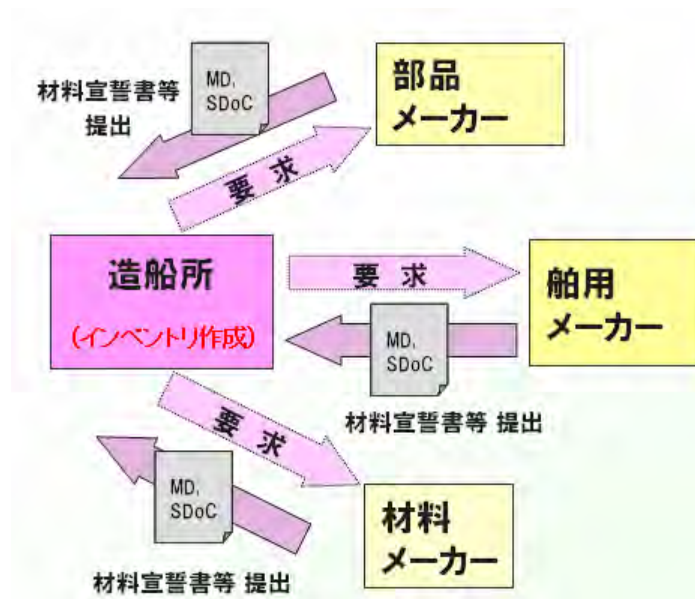 材料宣誓書等
提出
MD,
SDoC
部品
メーカー
要 求
造船所
(インベントリ作成)
要 求
舶用
メーカー
MD,
SDoC
材料宣誓書等 提出
要 求
MD,
SDoC
材料
メーカー
材料宣誓書等 提出